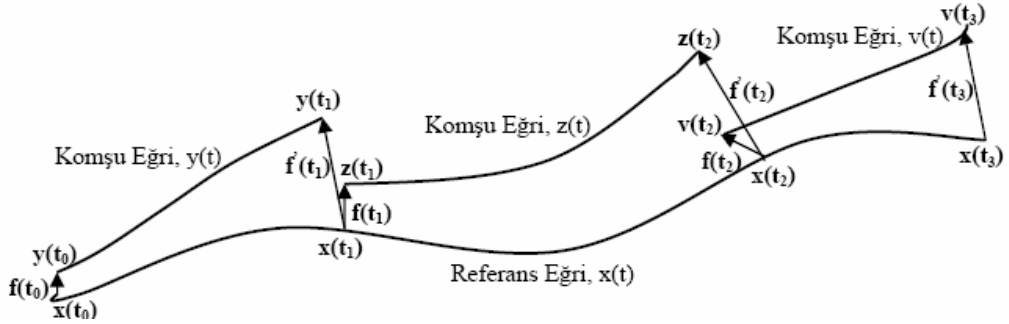 v(t₃)
z(t₂)
Komşu Eğri, v(t)
y(t₁)
f'(t₂)
f'(t₃)
Komşu Eğri, z(t)
v(t₂)
Komşu Eğri, y(t)
f'(t₁)
z(t₁)
f(t₂)
x(t₂)
x(t₃)
f(t₁)
x(t₁)
y(t₀)
Referans Eğri, x(t)
f(t₀)
x(t₀)